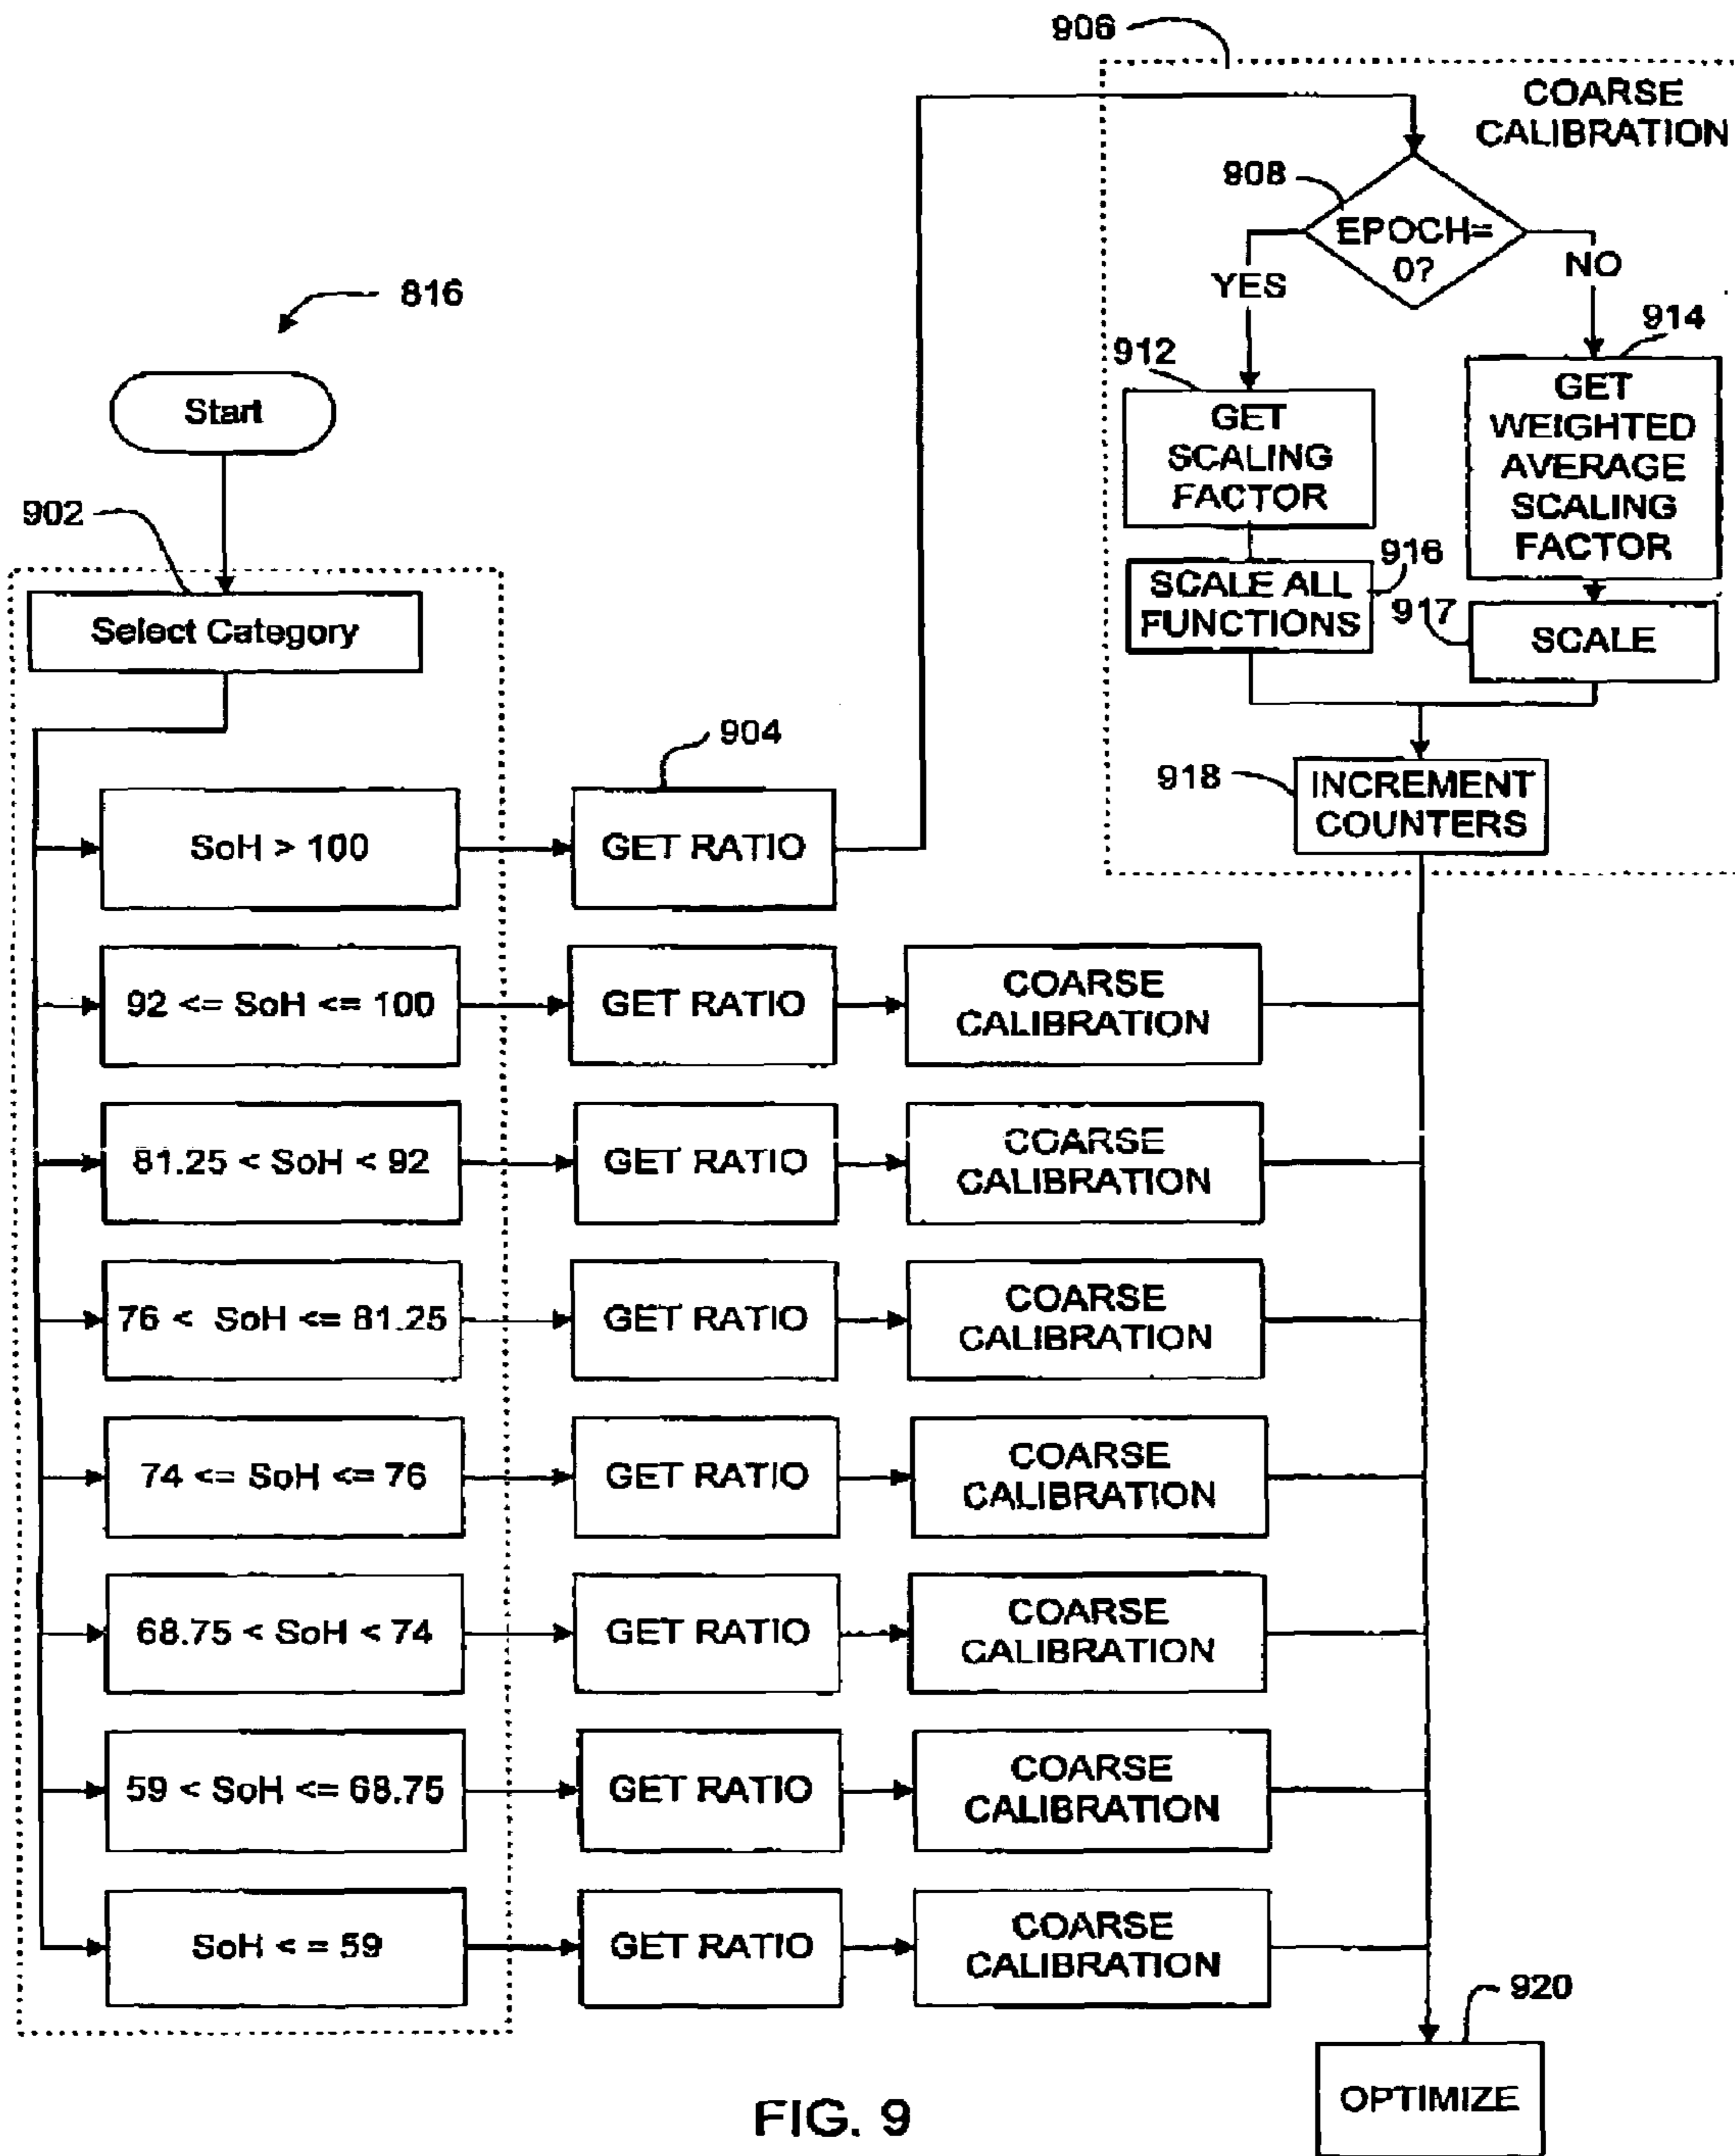 906
COARSE
CALIBRATION
908
EPOCH=
0?
YES
NO
816
912
914
Start
GET
SCALING
FACTOR
GET
WEIGHTED
AVERAGE
SCALING
FACTOR
902
916
Select Category
SCALE ALL
FUNCTIONS
917
SCALE
904
918
INCREMENT
COUNTERS
SoH > 100
GET RATIO
92 <= SoH <= 100
GET RATIO
COARSE
CALIBRATION
81.25 < SoH < 92
GET RATIO
COARSE
CALIBRATION
76 < SoH <= 81.25
GET RATIO
COARSE
CALIBRATION
74 <= SoH <= 76
GET RATIO
COARSE
CALIBRATION
68.75 < SoH < 74
GET RATIO
COARSE
CALIBRATION
59 < SoH <= 68.75
GET RATIO
COARSE
CALIBRATION
SoH < = 59
GET RATIO
COARSE
CALIBRATION
920
OPTIMIZE
FIG. 9